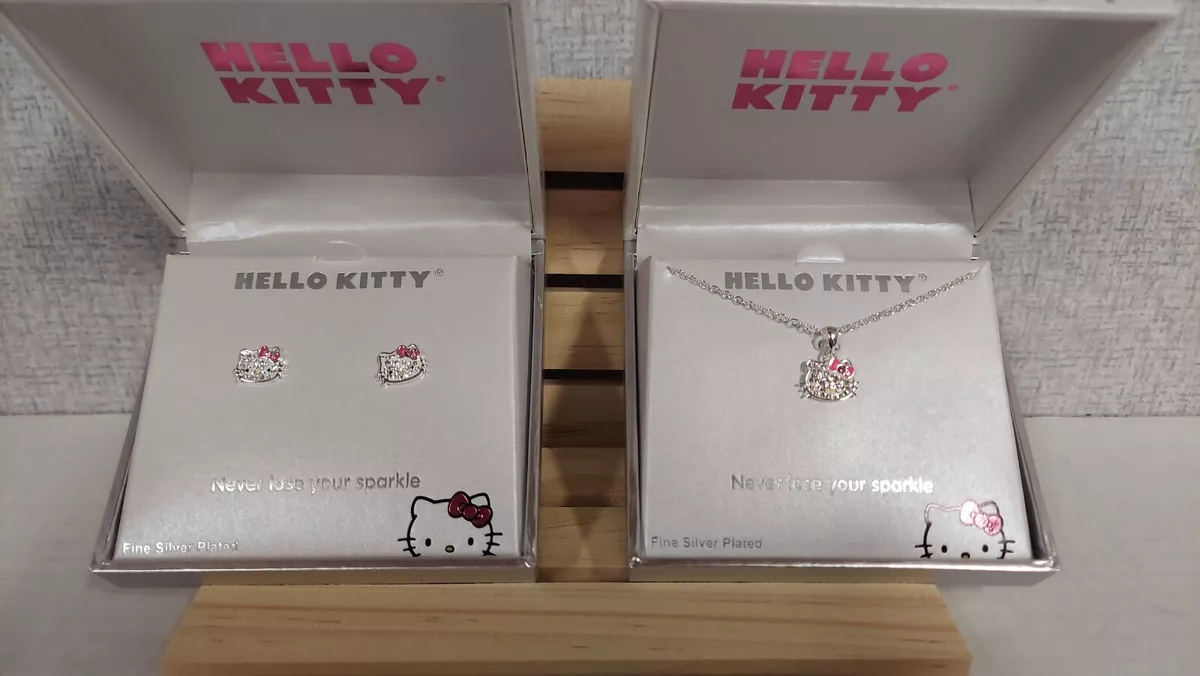 HELLO
KITTY®
HELLO KITTY®
Never lose your sparkle
Fine Silver Plated
HELLO
KITTY®
HELLO KITTY®
Never lose your sparkle
Fine Silver Plated